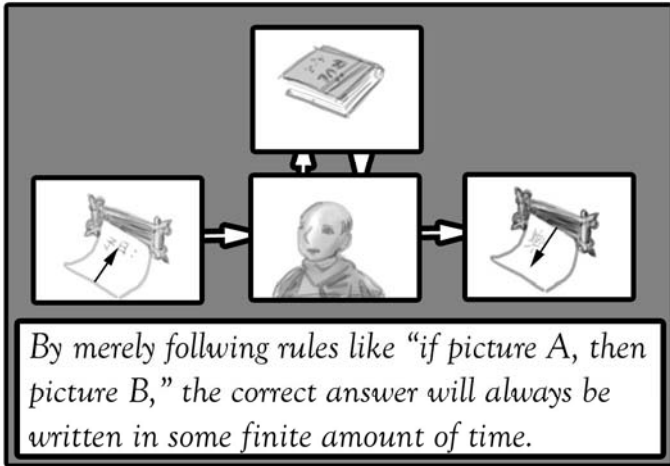 RUL
By merely follwing rules like “if picture A, then
picture B,” the correct answer will always be
written in some finite amount of time.